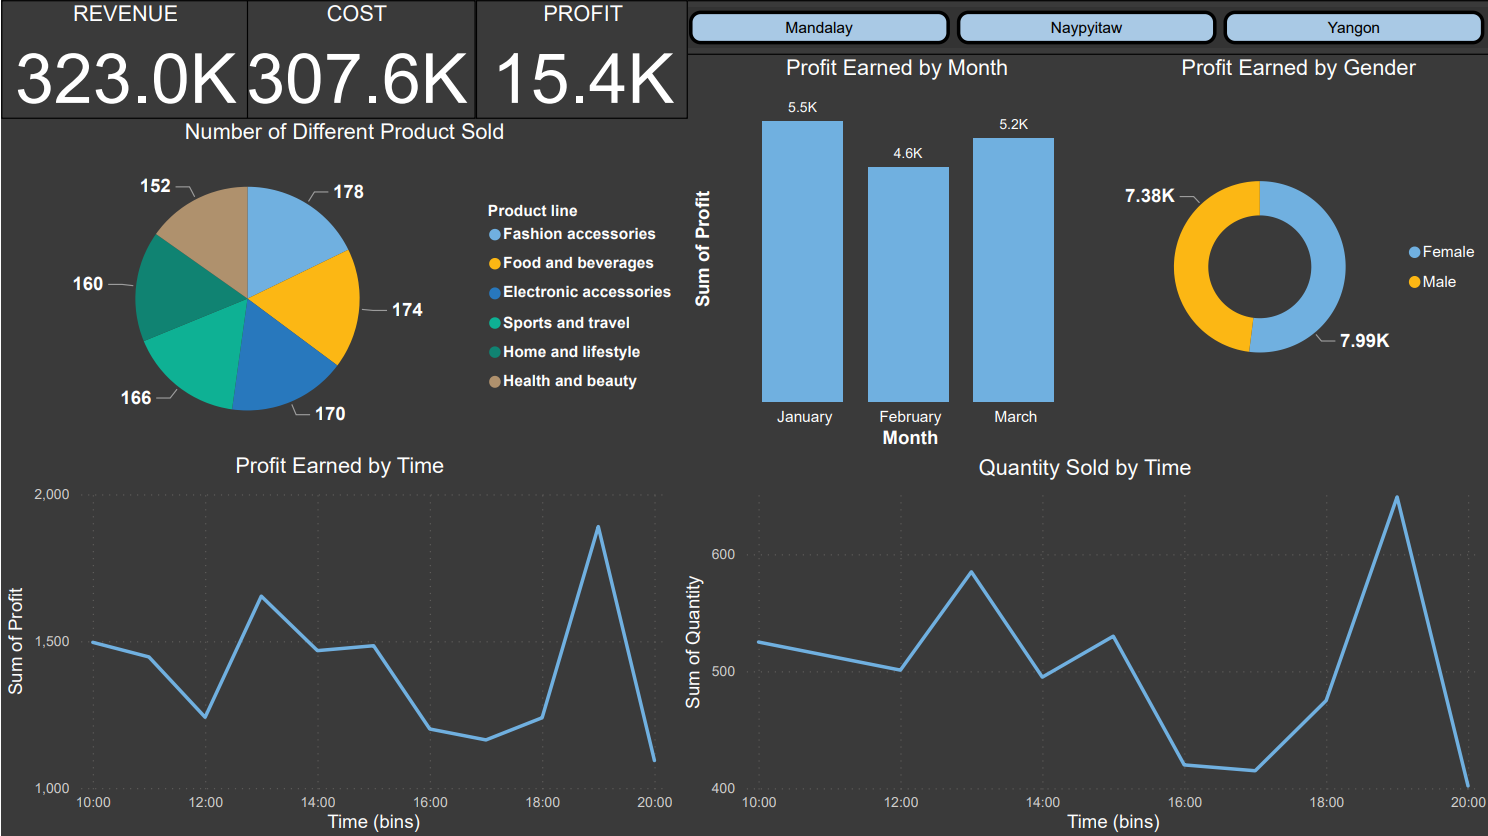 REVENUE
323.0K
COST
307.6K
PROFIT
15.4K
Mandalay
Naypyitaw
Yangon
Number of Different Product Sold
152
178
160
174
166
170
Product line
Fashion accessories
Food and beverages
Electronic accessories
Sports and travel
Home and lifestyle
Health and beauty
Profit Earned by Month
Sum of Profit
5.5K
4.6K
5.2K
January
February
March
Month
Profit Earned by Gender
7.38K
7.99K
Female
Male
Profit Earned by Time
Sum of Profit
2,000
1,500
1,000
10:00
12:00
14:00
16:00
18:00
20:00
Time (bins)
Quantity Sold by Time
Sum of Quantity
600
500
400
10:00
12:00
14:00
16:00
18:00
20:00
Time (bins)